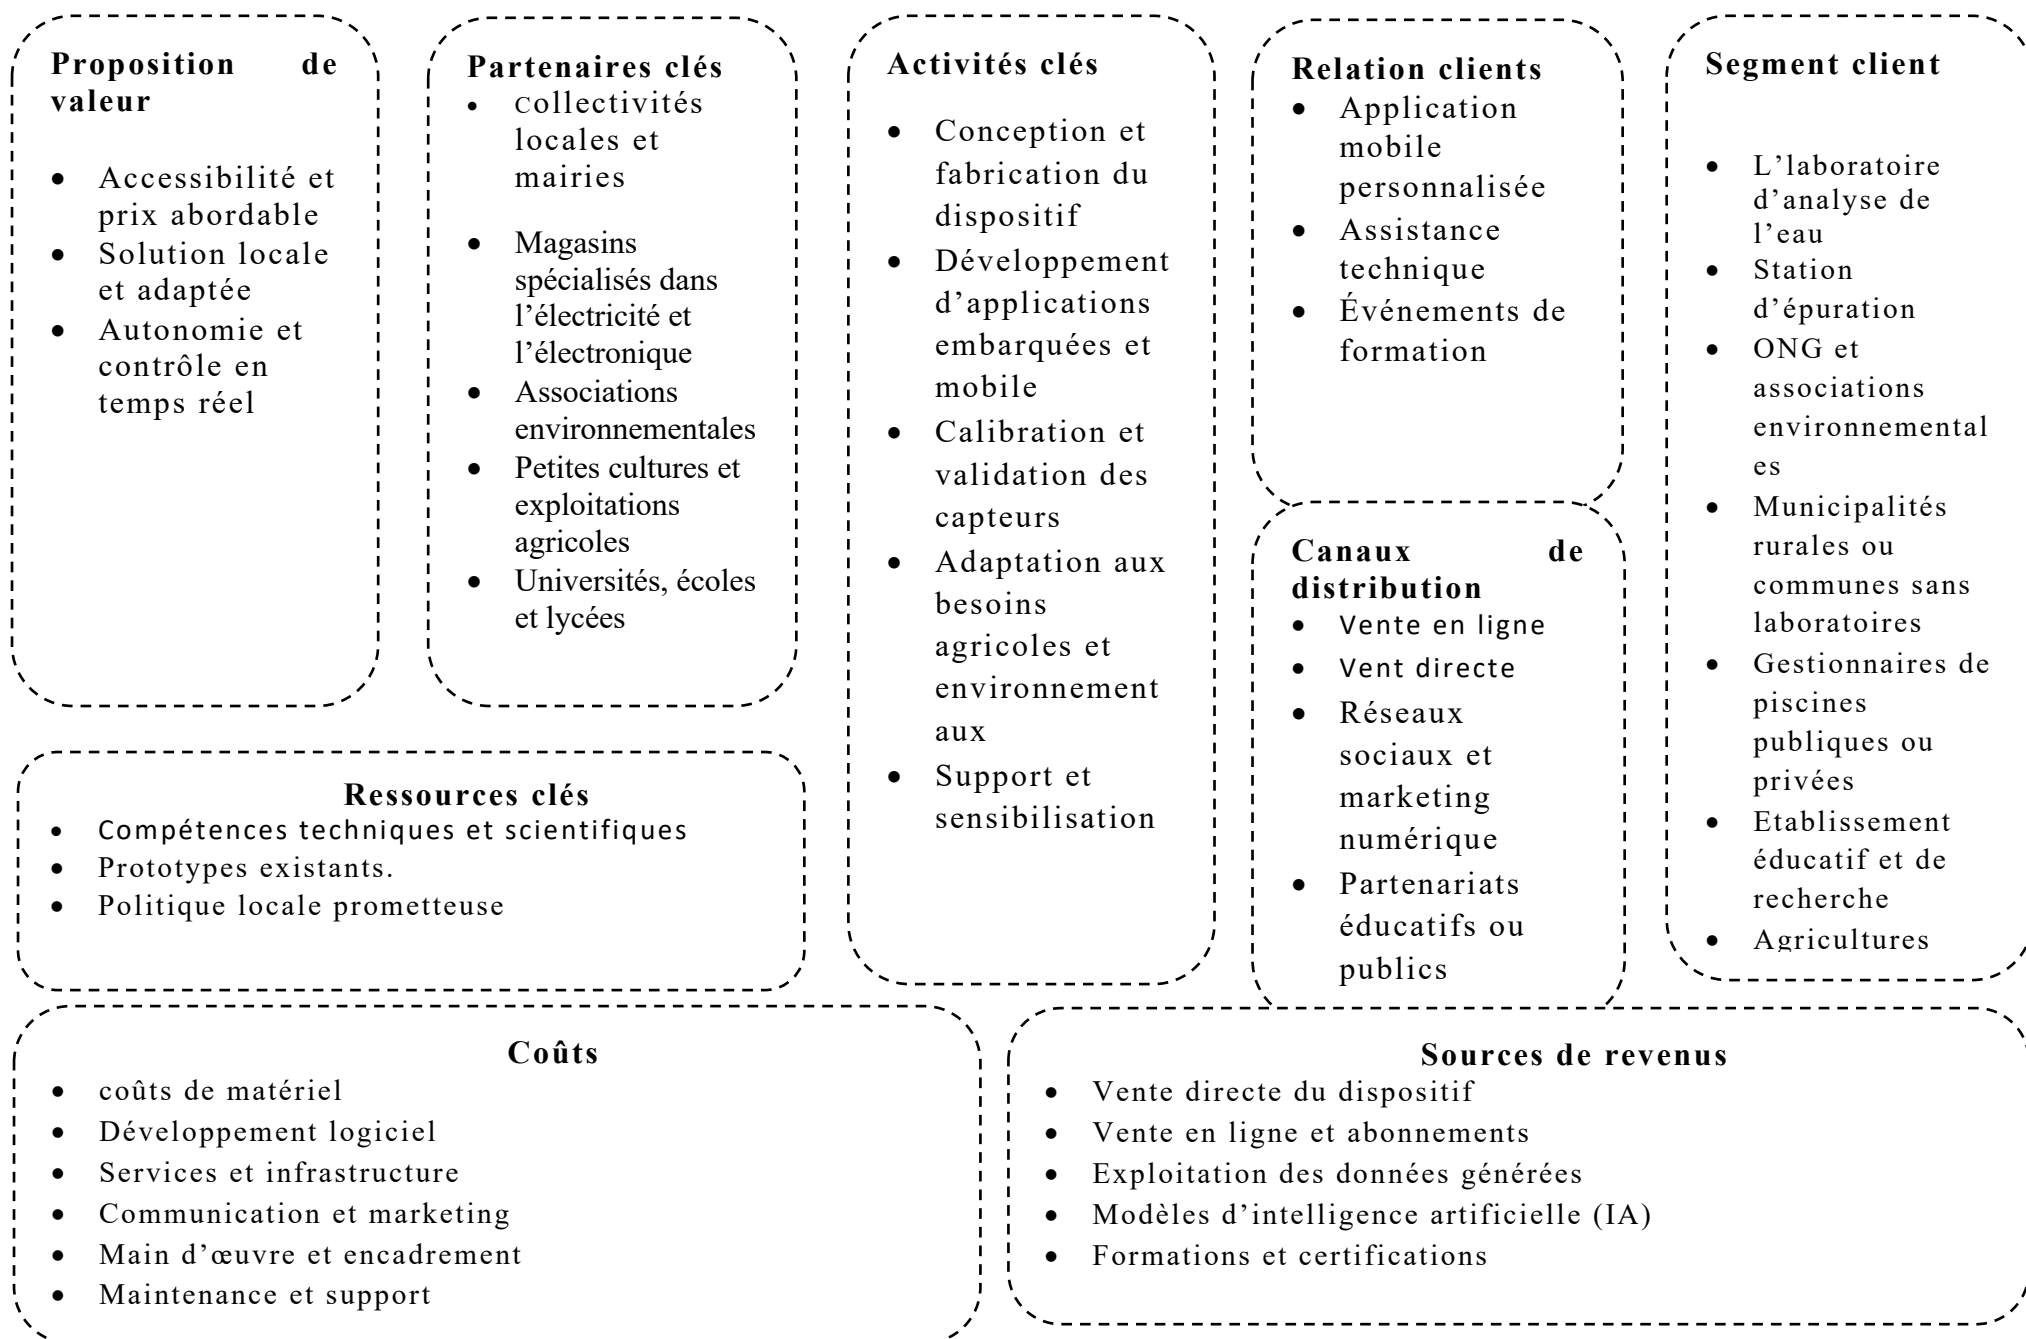 Proposition de
valeur
• Accessibilité et
prix abordable
• Solution locale
et adaptée
• Autonomie et
contrôle en
temps réel
Partenaires clés
• Collectivités
locales et
mairies
• Magasins
spécialisés dans
l’électricité et
l’électronique
• Associations
environnementales
• Petites cultures et
exploitations
agricoles
• Universités, écoles
et lycées
Activités clés
• Conception et
fabrication du
dispositif
• Développement
d’applications
embarquées et
mobile
• Calibration et
validation des
capteurs
• Adaptation aux
besoins
agricoles et
environnement
aux
• Support et
sensibilisation
Relation clients
• Application
mobile
personnalisée
• Assistance
technique
• Événements de
formation
Canaux de
distribution
• Vente en ligne
• Vent directe
• Réseaux
sociaux et
marketing
numérique
• Partenariats
éducatifs ou
publics
Segment client
• L’laboratoire
d’analyse de
l’eau
• Station
d’épuration
• ONG et
associations
environnemental
es
• Municipalités
rurales ou
communes sans
laboratoires
• Gestionnaires de
piscines
publiques ou
privées
• Etablissement
éducatif et de
recherche
• Agricultures
Ressources clés
• Compétences techniques et scientifiques
• Prototypes existants.
• Politique locale prometteuse
Coûts
• coûts de matériel
• Développement logiciel
• Services et infrastructure
• Communication et marketing
• Main d’œuvre et encadrement
• Maintenance et support
Sources de revenus
• Vente directe du dispositif
• Vente en ligne et abonnements
• Exploitation des données générées
• Modèles d’intelligence artificielle (IA)
• Formations et certifications